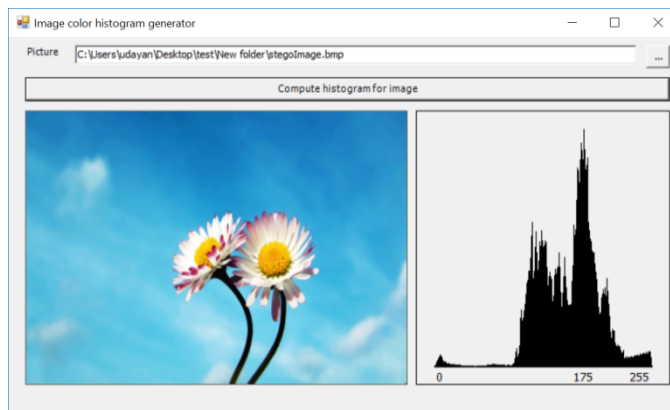 Image color histogram generator
Picture C:\Users\udayan\Desktop\test\New folder\stegoImage.bmp ...
Compute histogram for image
0 175 255